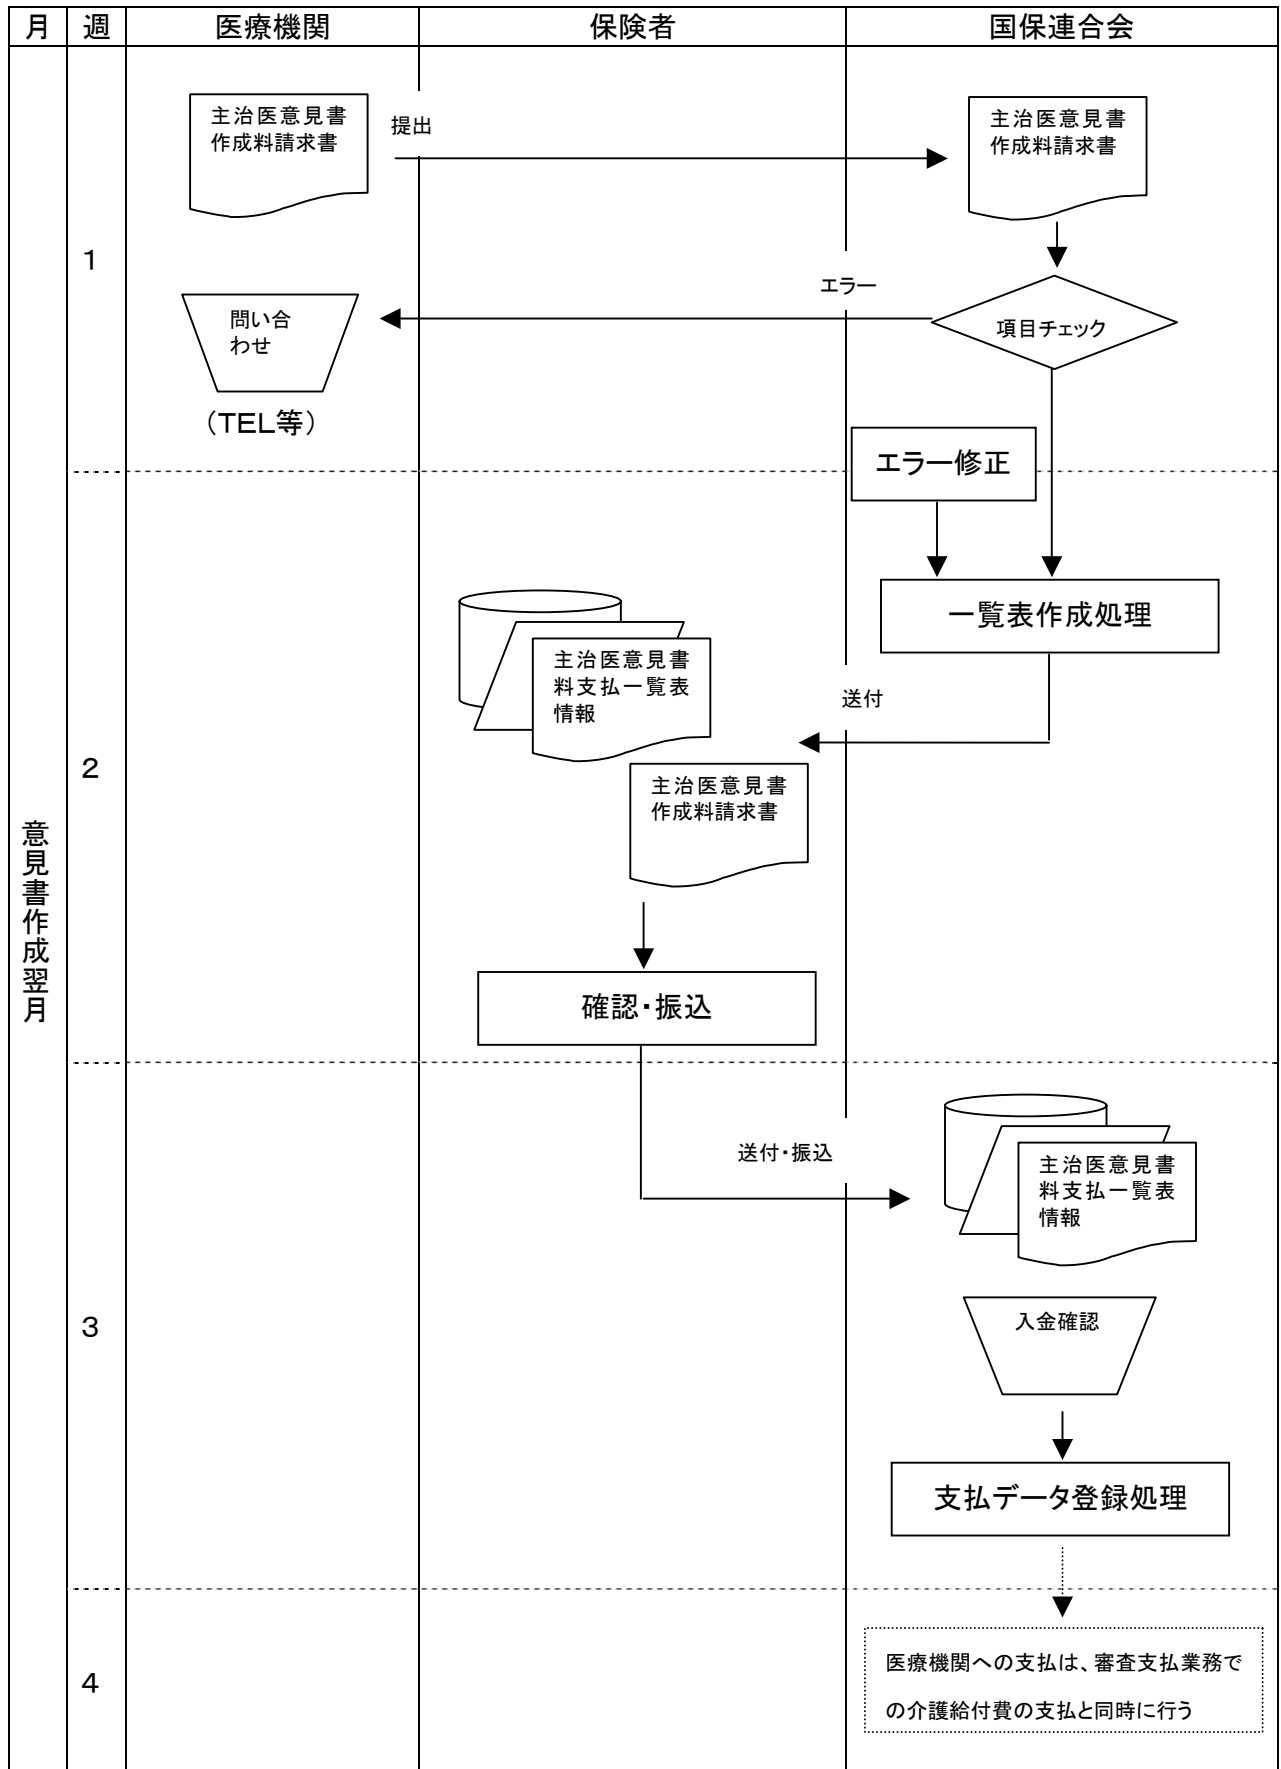 月 週 医療機関 保険者 国保連合会
主治医意見書
作成料請求書
提出
主治医意見書
作成料請求書
1
エラー
問い合
わせ
項目チェック
(TEL等)
エラー修正
一覧表作成処理
主治医意見書
料支払一覧表
情報
送付
2
主治医意見書
作成料請求書
意見書作成翌月
確認・振込
送付・振込
主治医意見書
料支払一覧表
情報
3
入金確認
支払データ登録処理
4
医療機関への支払は、審査支払業務で
の介護給付費の支払と同時に行う